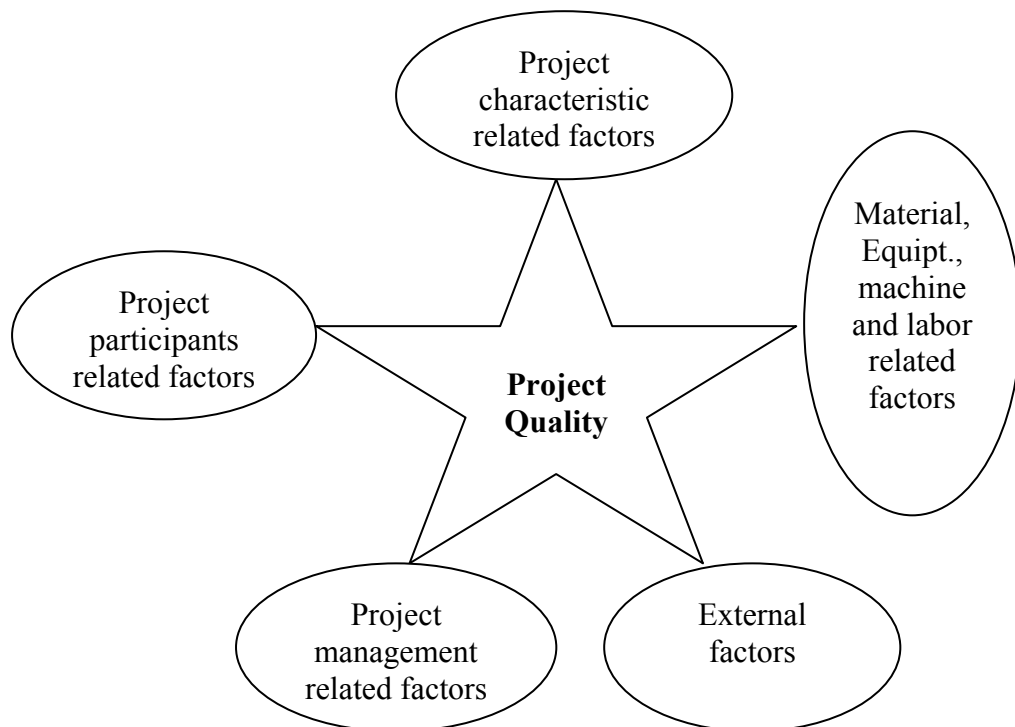 Project
characteristic
related factors
Material,
Equipt.,
machine
and labor
related
factors
Project
participants
related factors
Project
Quality
Project
management
related factors
External
factors